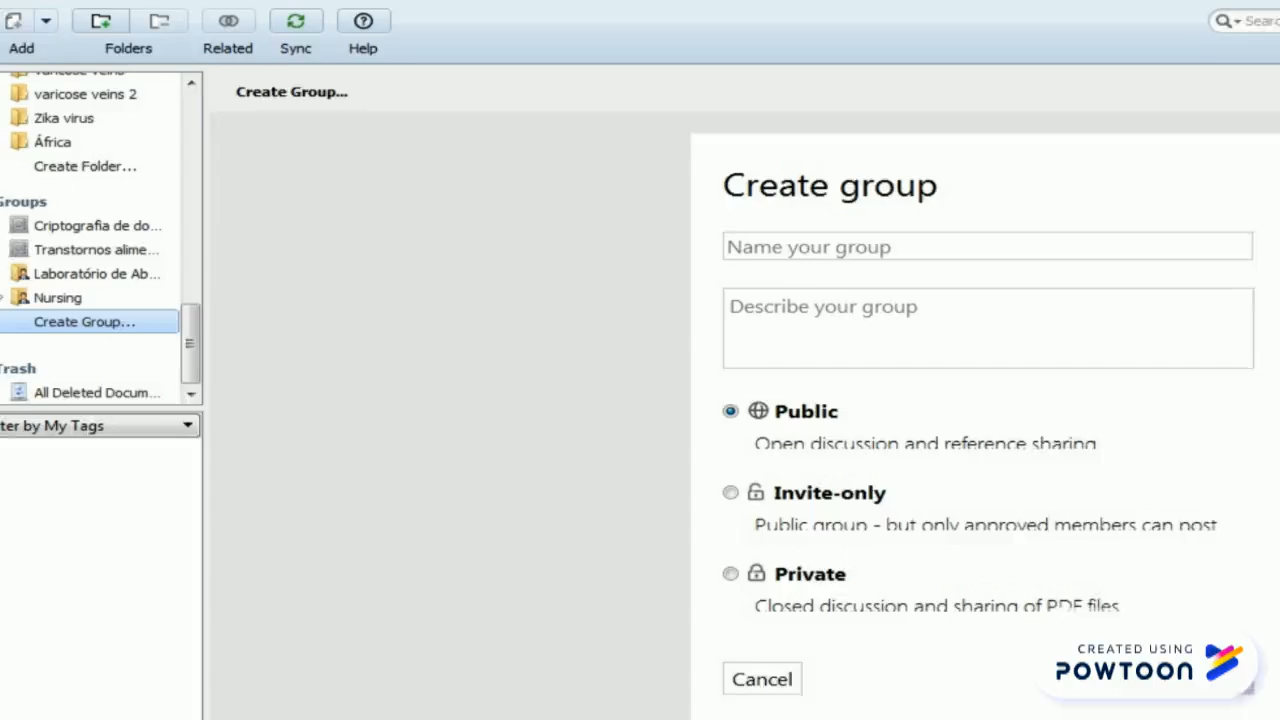 Add
Folders
Related
Sync
Help
Sear
varicose veins
varicose veins 2
Zika virus
África
Create Folder...
Groups
Criptografia de do...
Transtornos alime...
Laboratório de Ab...
Nursing
Create Group...
Trash
All Deleted Docum...
ter by My Tags
Create Group...
Create group
Name your group
Describe your group
Public
Open discussion and reference sharing
Invite-only
Public group - but only approved members can post
Private
Closed discussion and sharing of PDF files
Cancel
CREATED USING
POWTOON